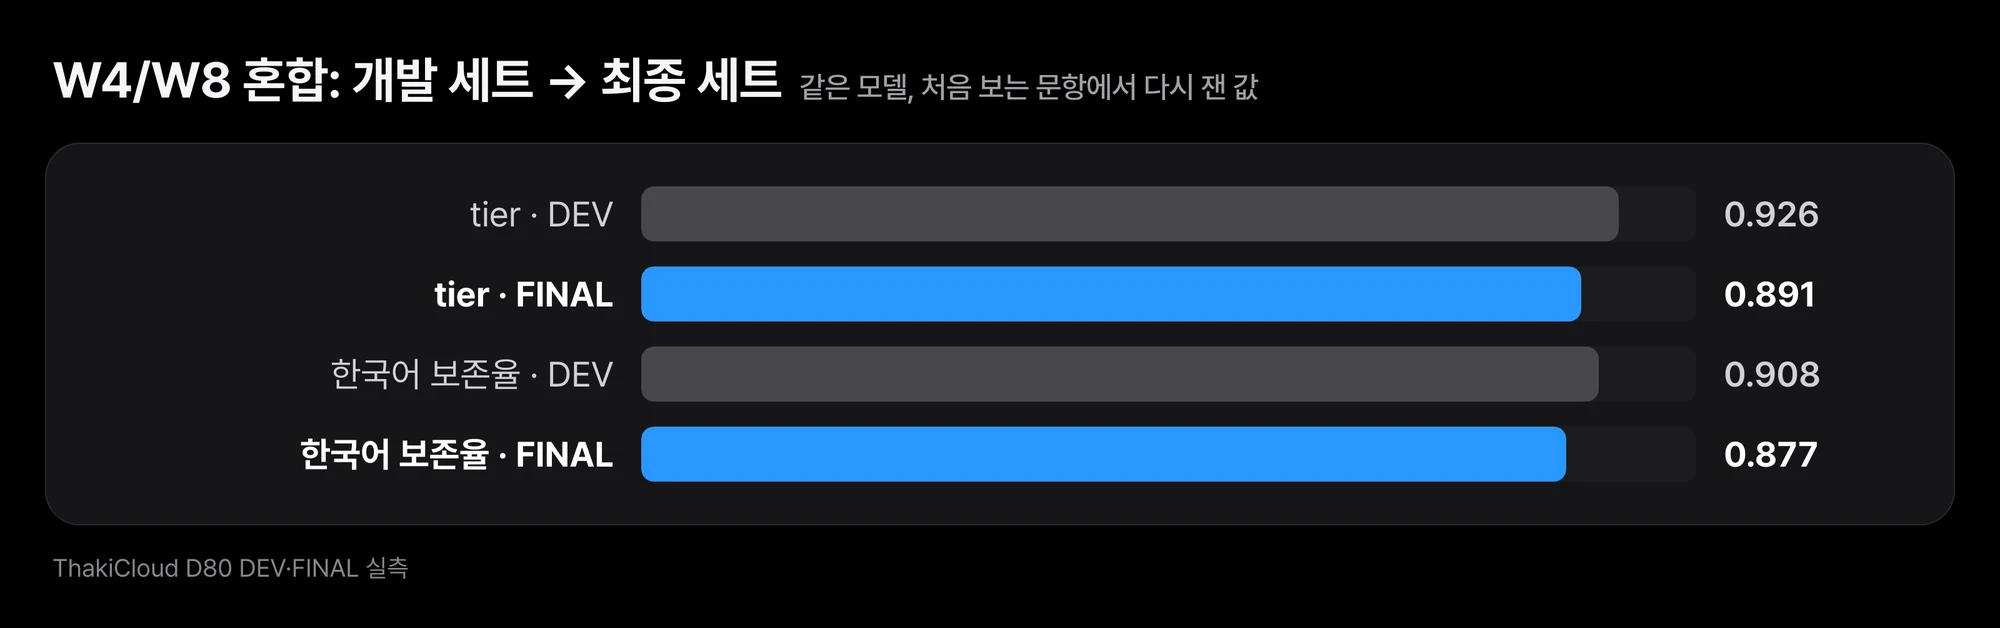 W4/W8 혼합: 개발 세트 → 최종 세트 같은 모델, 처음 보는 문항에서 다시 잰 값
tier · DEV 0.926
tier · FINAL 0.891
한국어 보존율 · DEV 0.908
한국어 보존율 · FINAL 0.877
ThakiCloud D80 DEV·FINAL 실측